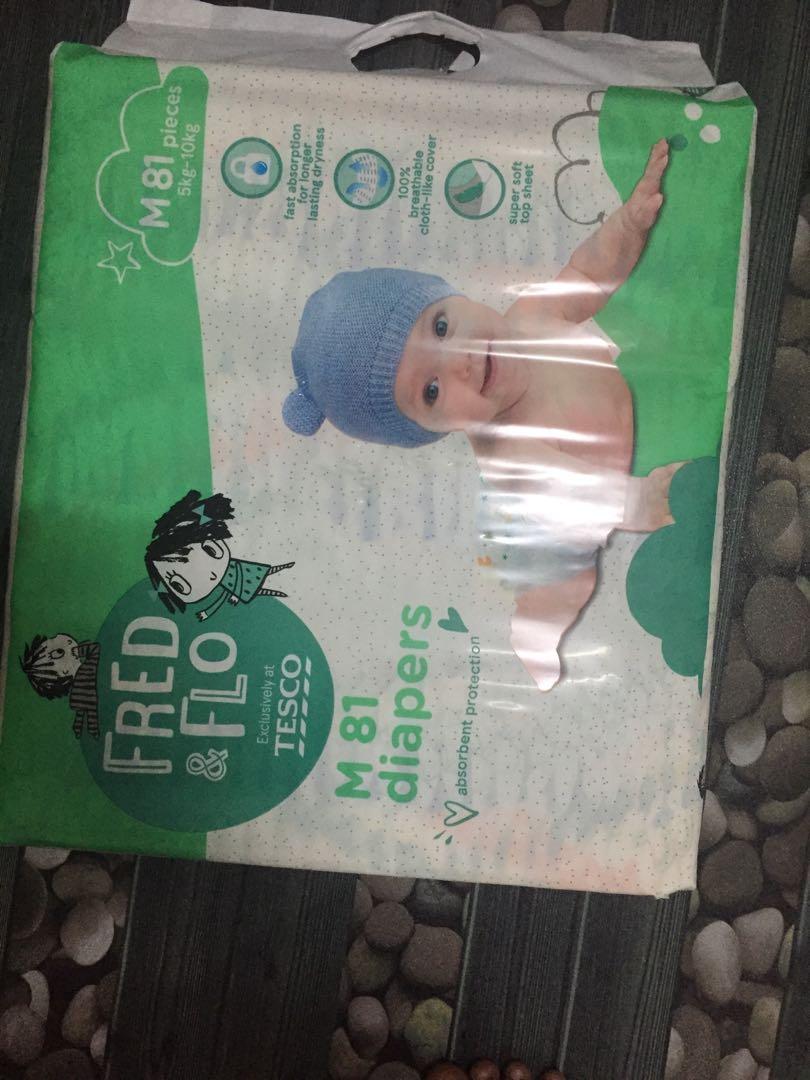 M 81 pieces
5kg-10kg
fast absorption
for longer
lasting dryness
100%
breathable
cloth-like cover
super soft
top sheet
FRED
& FLO
Exclusively at
TESCO
M 81
diapers
absorbent protection